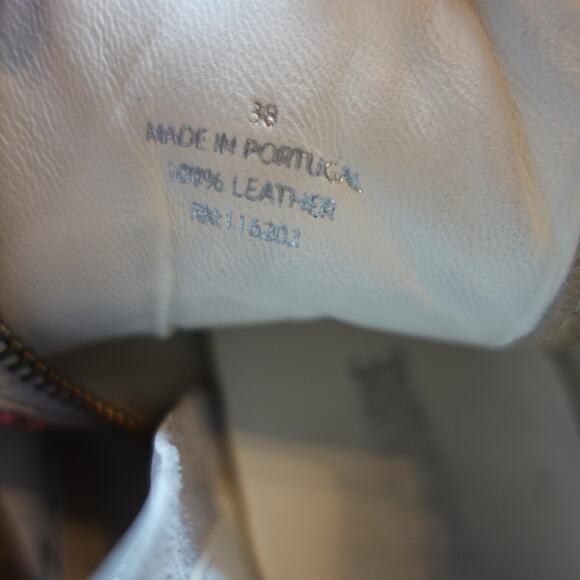 38
MADE IN PORTUGAL
100% LEATHER
RN#116202